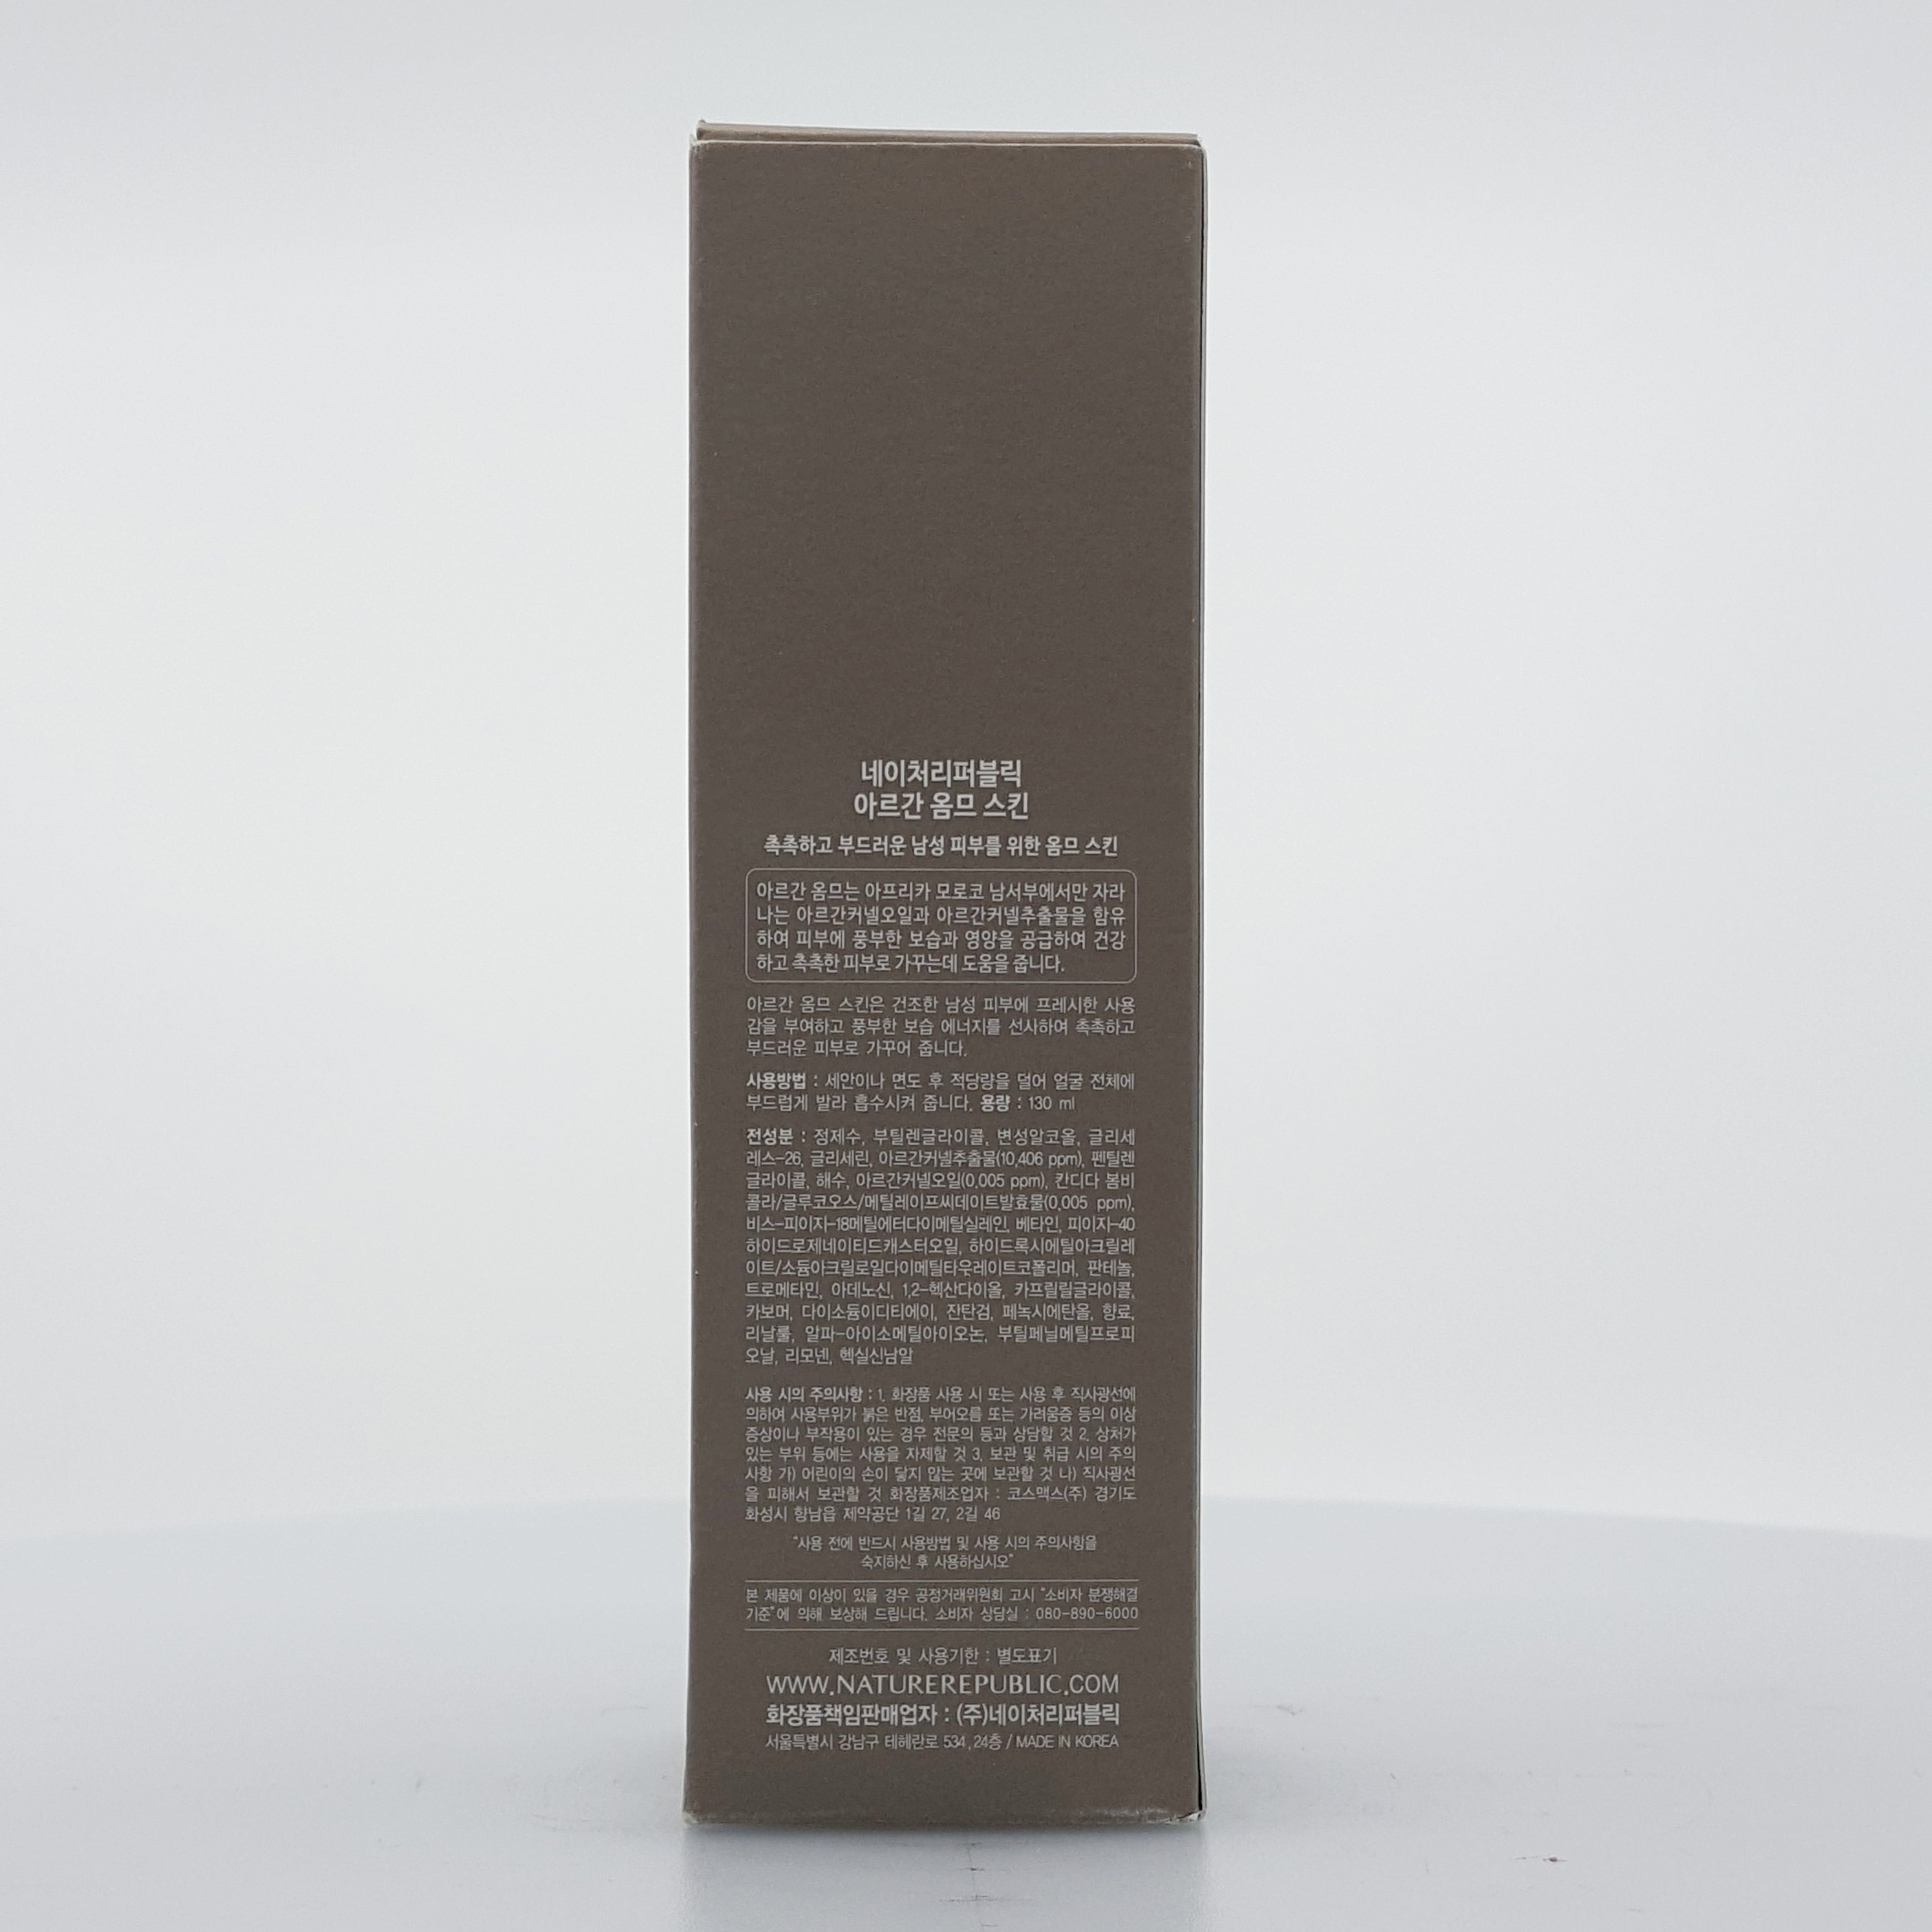 네이처리퍼블릭
아르간 옴므 스킨
촉촉하고 부드러운 남성 피부를 위한 옴므 스킨
아르간 옴므는 아프리카 모로코 남서부에서만 자라
나는 아르간커넬오일과 아르간커넬추출물을 함유
하여 피부에 풍부한 보습과 영양을 공급하여 건강
하고 촉촉한 피부로 가꾸는데 도움을 줍니다.
아르간 옴므 스킨은 건조한 남성 피부에 프레시한 사용
감을 부여하고 풍부한 보습 에너지를 선사하여 촉촉하고
부드러운 피부로 가꾸어 줍니다.
사용방법 : 세안이나 면도 후 적당량을 덜어 얼굴 전체에
부드럽게 발라 흡수시켜 줍니다. 용량 : 130 ml
전성분 : 정제수, 부틸렌글라이콜, 변성알코올, 글리세
레스-26, 글리세린, 아르간커넬추출물(10,406 ppm), 펜틸렌
글라이콜, 해수, 아르간커넬오일(0.005 ppm), 칸디다 봄비
콜라/글루코오스/메틸레이프씨데이트발효물(0.005 ppm),
비스-피이지-18메틸에터다이메틸실레인, 베타인, 피이지-40
하이드로제네이티드캐스터오일, 하이드록시에틸아크릴레
이트/소듐아크릴로일다이메틸타우레이트코폴리머, 판테놀,
트로메타민, 아데노신, 1,2-헥산다이올, 카프릴릴글라이콜,
카보머, 다이소듐이디티에이, 잔탄검, 페녹시에탄올, 향료,
리날룰, 알파-아이소메틸아이오논, 부틸페닐메틸프로피
오날, 리모넨, 헥실신남알
사용 시의 주의사항 : 1. 화장품 사용 시 또는 사용 후 직사광선에
의하여 사용부위가 붉은 반점, 부어오름 또는 가려움증 등의 이상
증상이나 부작용이 있는 경우 전문의 등과 상담할 것 2. 상처가
있는 부위 등에는 사용을 자제할 것 3. 보관 및 취급 시의 주의
사항 가) 어린이의 손이 닿지 않는 곳에 보관할 것 나) 직사광선
을 피해서 보관할 것 화장품제조업자 : 코스맥스(주) 경기도
화성시 향남읍 제약공단 1길 27, 2길 46
"사용 전에 반드시 사용방법 및 사용 시의 주의사항을
숙지하신 후 사용하십시오"
본 제품에 이상이 있을 경우 공정거래위원회 고시 "소비자 분쟁해결
기준"에 의해 보상해 드립니다. 소비자 상담실 : 080-890-6000
제조번호 및 사용기한 : 별도표기
WWW.NATUREREPUBLIC.COM
화장품책임판매업자 : (주)네이처리퍼블릭
서울특별시 강남구 테헤란로 534, 24층 / MADE IN KOREA